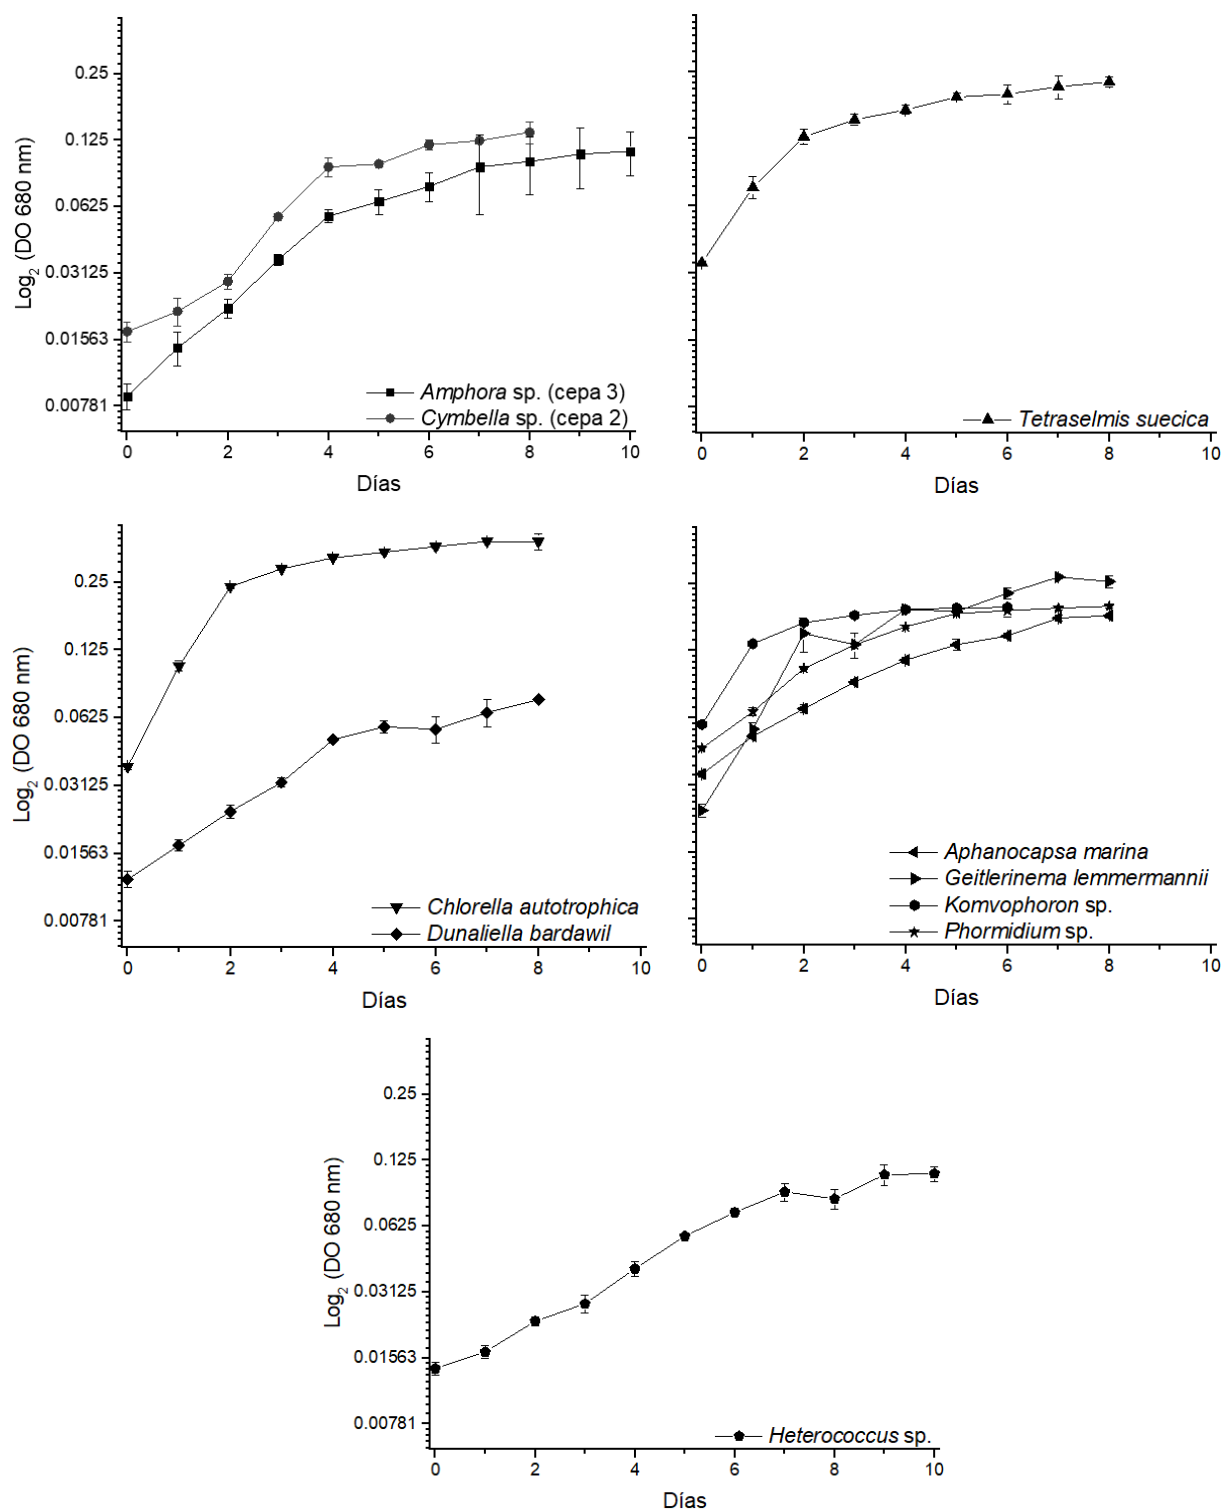 0.25
0.125
0.0625
0.03125
0.01563
0.00781
Log₂ (DO 680 nm)
Amphora sp. (cepa 3)
Cymbella sp. (cepa 2)
0 2 4 6 8 10
Días
Tetraselmis suecica
0 2 4 6 8 10
Días
0.25
0.125
0.0625
0.03125
0.01563
0.00781
Log₂ (DO 680 nm)
Chlorella autotrophica
Dunaliella bardawil
0 2 4 6 8 10
Días
Aphanocapsa marina
Geitlerinema lemmermannii
Komvophoron sp.
Phormidium sp.
0 2 4 6 8 10
Días
0.25
0.125
0.0625
0.03125
0.01563
0.00781
Log₂ (DO 680 nm)
Heterococcus sp.
0 2 4 6 8 10
Días